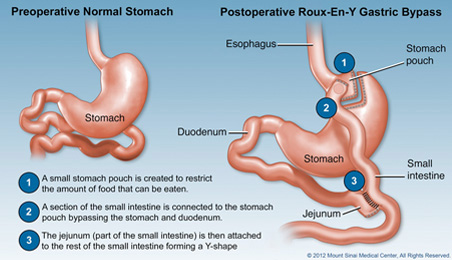 Preoperative Normal Stomach
Stomach
1 A small stomach pouch is created to restrict
the amount of food that can be eaten.
2 A section of the small intestine is connected to the stomach
pouch bypassing the stomach and duodenum.
3 The jejunum (part of the small intestine) is then attached
to the rest of the small intestine forming a Y-shape
Postoperative Roux-En-Y Gastric Bypass
Esophagus
1
Stomach
pouch
2
Duodenum
Stomach
3
Small
intestine
Jejunum
© 2012 Mount Sinai Medical Center, All Rights Reserved.